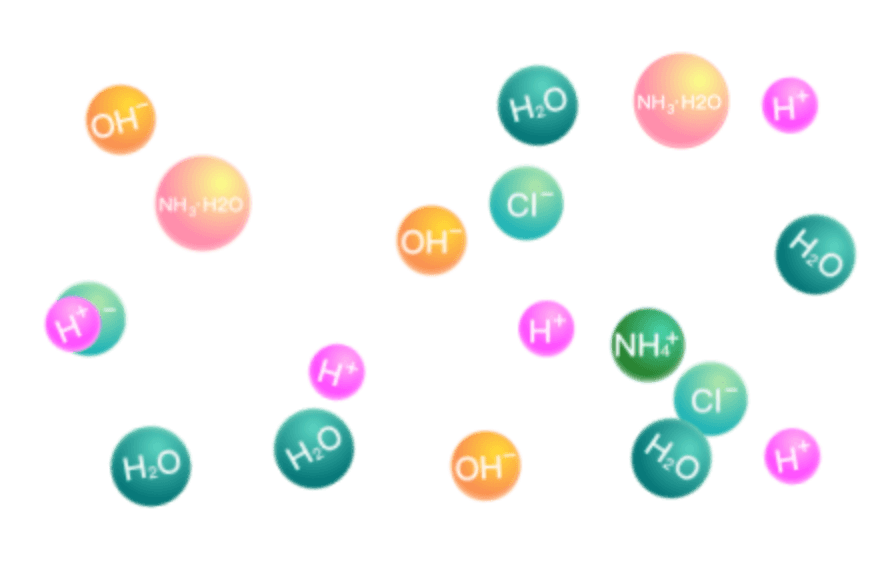 H₂O
NH₃·H2O
H⁺
OH⁻
NH₃·H2O
Cl⁻
OH⁻
H₂O
H⁺
⁻
H⁺
NH₄⁺
H⁺
Cl⁻
H₂O
H₂O
OH⁻
H₂O
H⁺